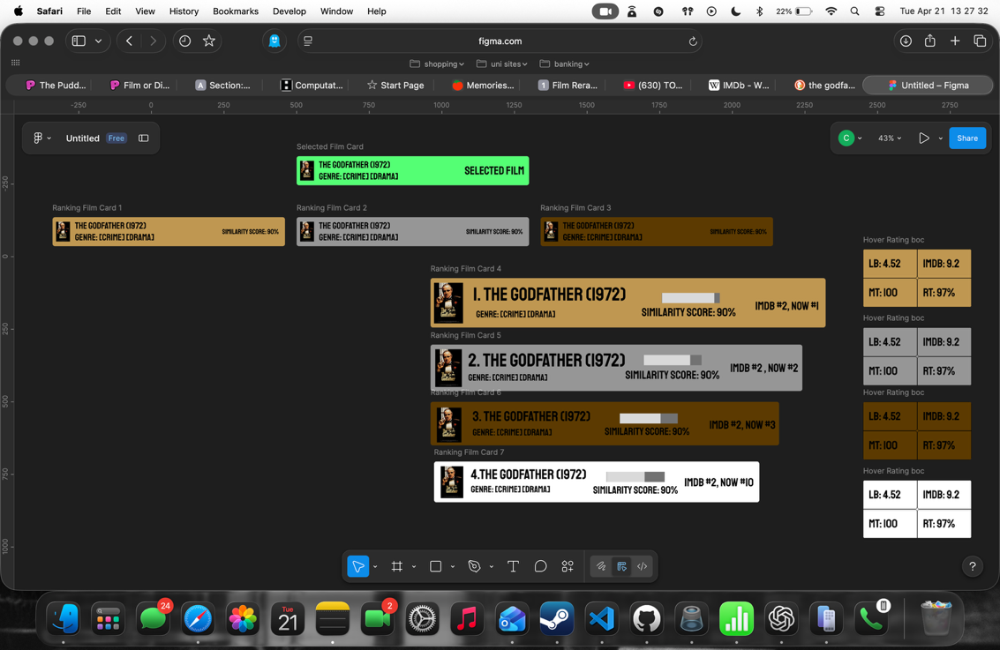 Safari File Edit View History Bookmarks Develop Window Help 22% Tue Apr 21 13 27 32
figma.com
shopping uni sites banking
The Pudd... Film or Di... A Section:... Computat... Start Page Memories... 1 Film Rera... (630) TO... W IMDb - W... the godfa... Untitled – Figma
-250 0 250 500 750 1000 1250 1500 1750 2000 2250 2500 2750
Untitled Free
C 43% Share
-250
0
250
500
750
1000
Selected Film Card
THE GODFATHER (1972)
GENRE: [CRIME] [DRAMA]
SELECTED FILM
Ranking Film Card 1
THE GODFATHER (1972)
GENRE: [CRIME] [DRAMA]
SIMILARITY SCORE: 90%
Ranking Film Card 2
THE GODFATHER (1972)
GENRE: [CRIME] [DRAMA]
SIMILARITY SCORE: 90%
Ranking Film Card 3
THE GODFATHER (1972)
GENRE: [CRIME] [DRAMA]
SIMILARITY SCORE: 90%
Ranking Film Card 4
1. THE GODFATHER (1972)
GENRE: [CRIME] [DRAMA]
SIMILARITY SCORE: 90%
IMDB #2, NOW #1
Ranking Film Card 5
2. THE GODFATHER (1972)
GENRE: [CRIME] [DRAMA]
SIMILARITY SCORE: 90%
IMDB #2 , NOW #2
Ranking Film Card 6
3. THE GODFATHER (1972)
GENRE: [CRIME] [DRAMA]
SIMILARITY SCORE: 90%
IMDB #2, NOW #3
Ranking Film Card 7
4.THE GODFATHER (1972)
GENRE: [CRIME] [DRAMA]
SIMILARITY SCORE: 90%
IMDB #2, NOW #10
Hover Rating boc
LB: 4.52 IMDB: 9.2
MT: 100 RT: 97%
Hover Rating boc
LB: 4.52 IMDB: 9.2
MT: 100 RT: 97%
Hover Rating boc
LB: 4.52 IMDB: 9.2
MT: 100 RT: 97%
Hover Rating boc
LB: 4.52 IMDB: 9.2
MT: 100 RT: 97%
?
24
Tue
21
2